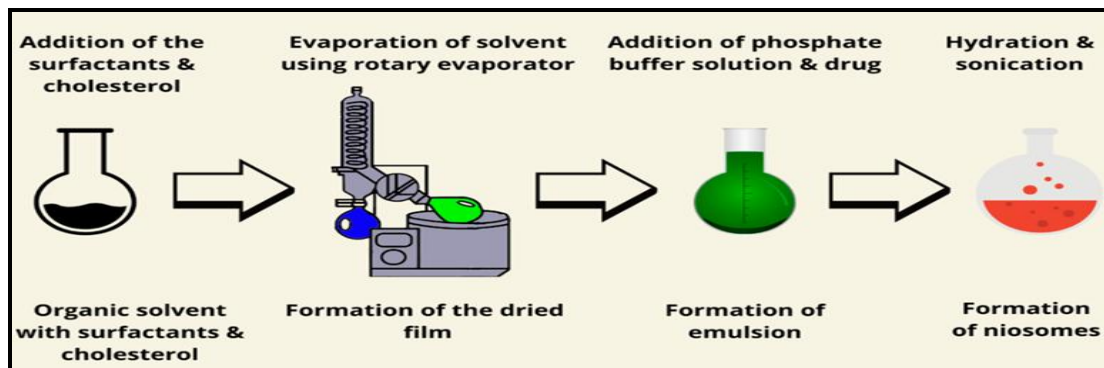 Addition of the
surfactants &
cholesterol
Evaporation of solvent
using rotary evaporator
Addition of phosphate
buffer solution & drug
Hydration &
sonication
Organic solvent
with surfactants &
cholesterol
Formation of the dried
film
Formation of
emulsion
Formation
of niosomes